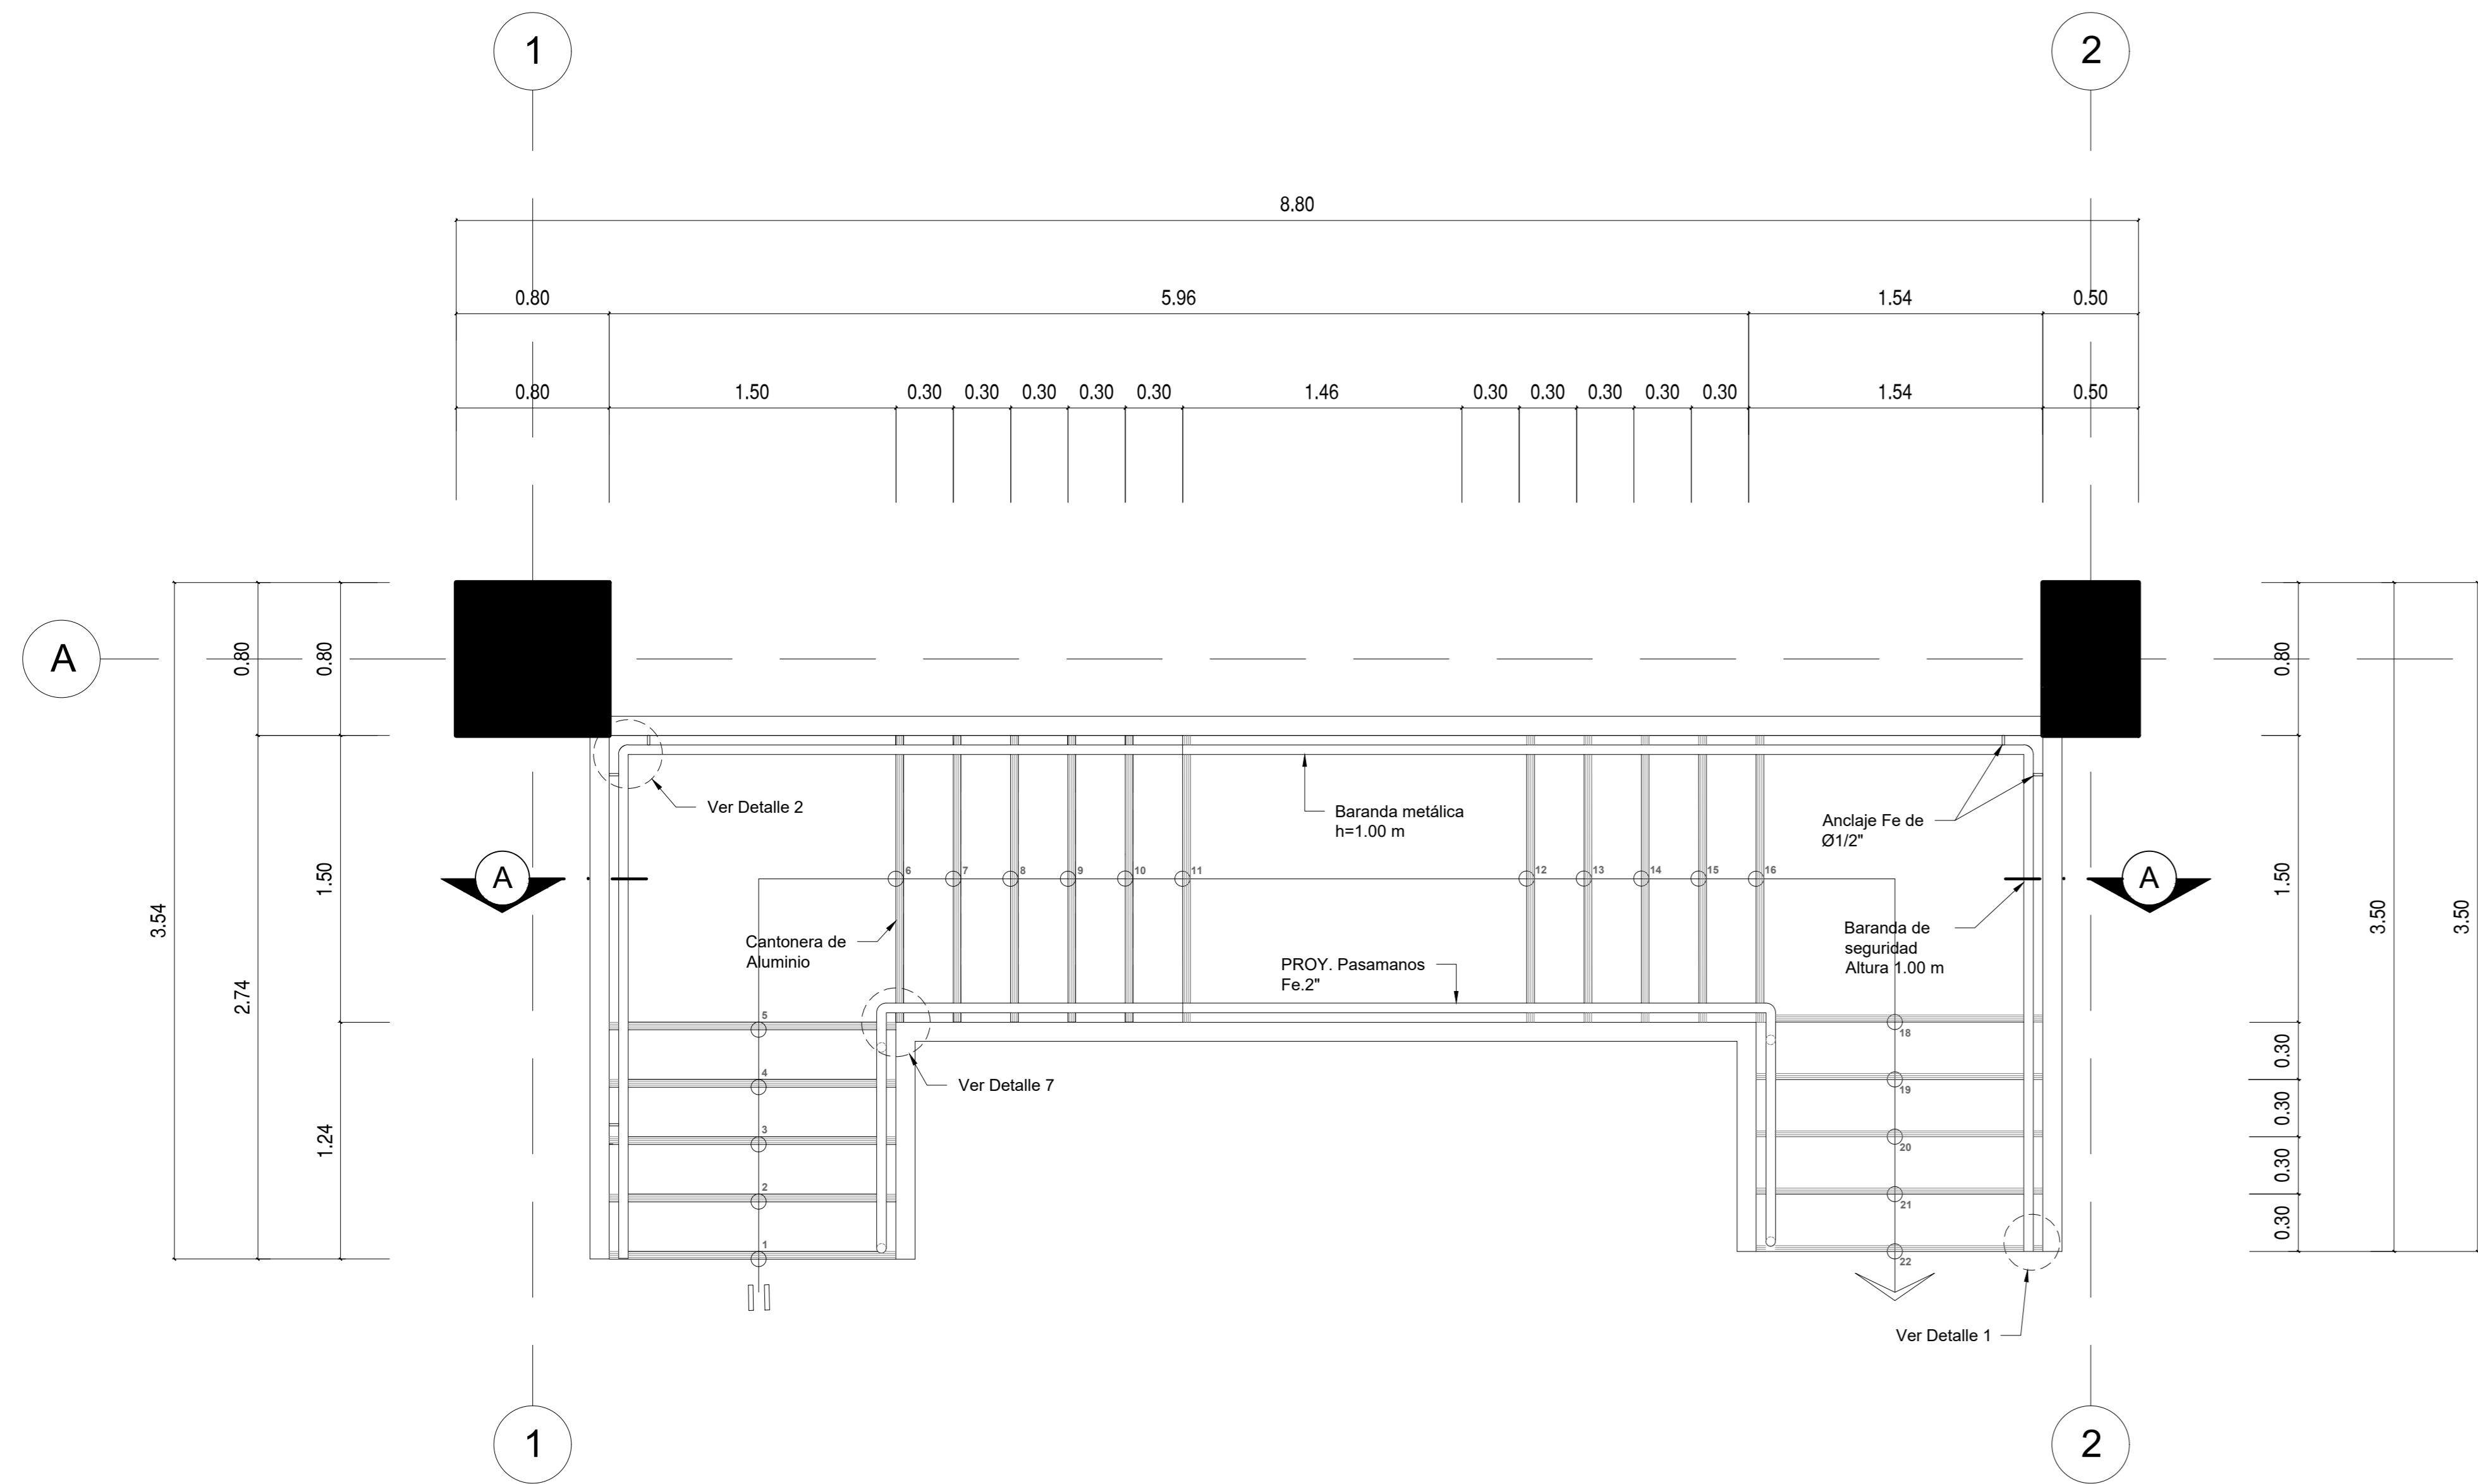 1
2
8.80
0.80 5.96 1.54 0.50
0.80 1.50 0.30 0.30 0.30 0.30 0.30 1.46 0.30 0.30 0.30 0.30 0.30 1.54 0.50
A
0.80
0.80
3.54
2.74
1.50
1.24
Ver Detalle 2
Baranda metálica
h=1.00 m
Anclaje Fe de
Ø1/2"
A
A
6 7 8 9 10 11 12 13 14 15 16
Cantonera de
Aluminio
PROY. Pasamanos
Fe.2"
Baranda de
seguridad
Altura 1.00 m
5
4
3
2
1
Ver Detalle 7
18
19
20
21
22
Ver Detalle 1
0.80
1.50
0.30
0.30
0.30
0.30
3.50
3.50
1
2